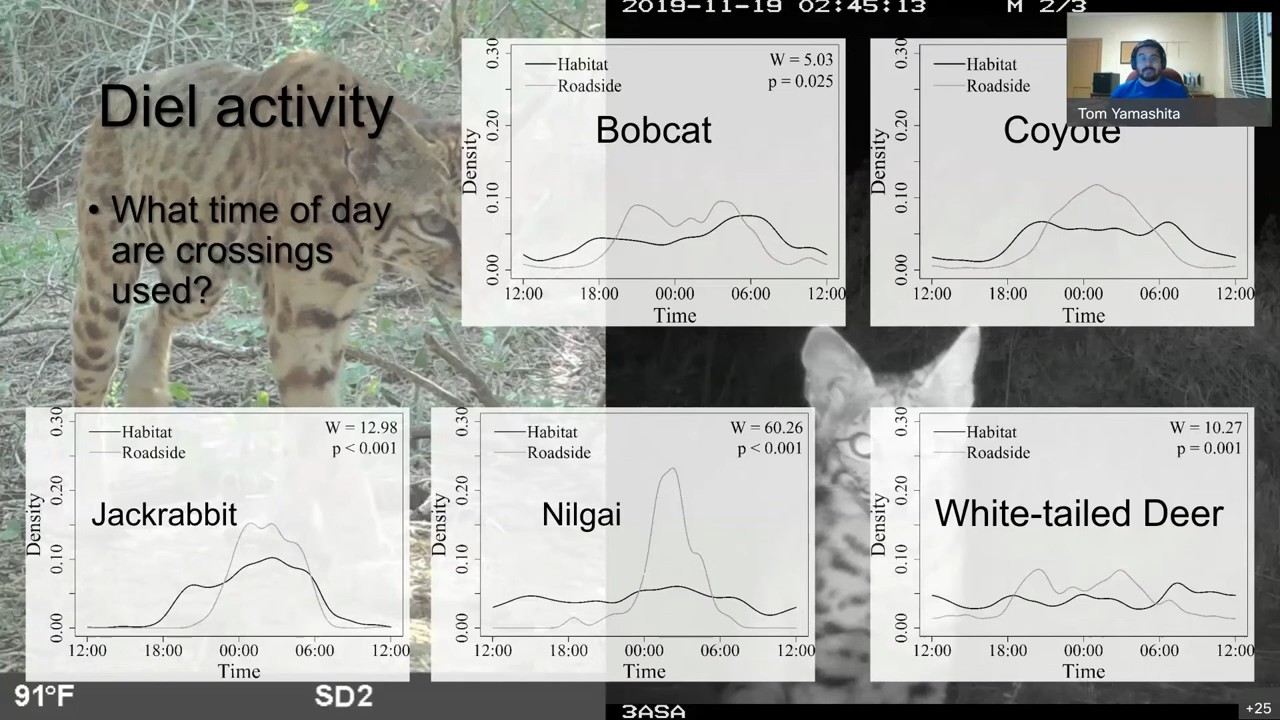 2019-11-19 02:45:13 M 2/3
Tom Yamashita
Diel activity
• What time of day
are crossings
used?
Habitat
Roadside
W = 5.03
p = 0.025
Bobcat
Density
0.30
0.20
0.10
0.00
12:00 18:00 00:00 06:00 12:00
Time
Habitat
Roadside
Coyote
Density
0.30
0.20
0.10
0.00
12:00 18:00 00:00 06:00 12:00
Time
Habitat
Roadside
W = 12.98
p < 0.001
Jackrabbit
Density
0.30
0.20
0.10
0.00
12:00 18:00 00:00 06:00 12:00
Time
Habitat
Roadside
W = 60.26
p < 0.001
Nilgai
Density
0.30
0.20
0.10
0.00
12:00 18:00 00:00 06:00 12:00
Time
Habitat
Roadside
W = 10.27
p = 0.001
White-tailed Deer
Density
0.30
0.20
0.10
0.00
12:00 18:00 00:00 06:00 12:00
Time
91°F SD2
3ASA
+25